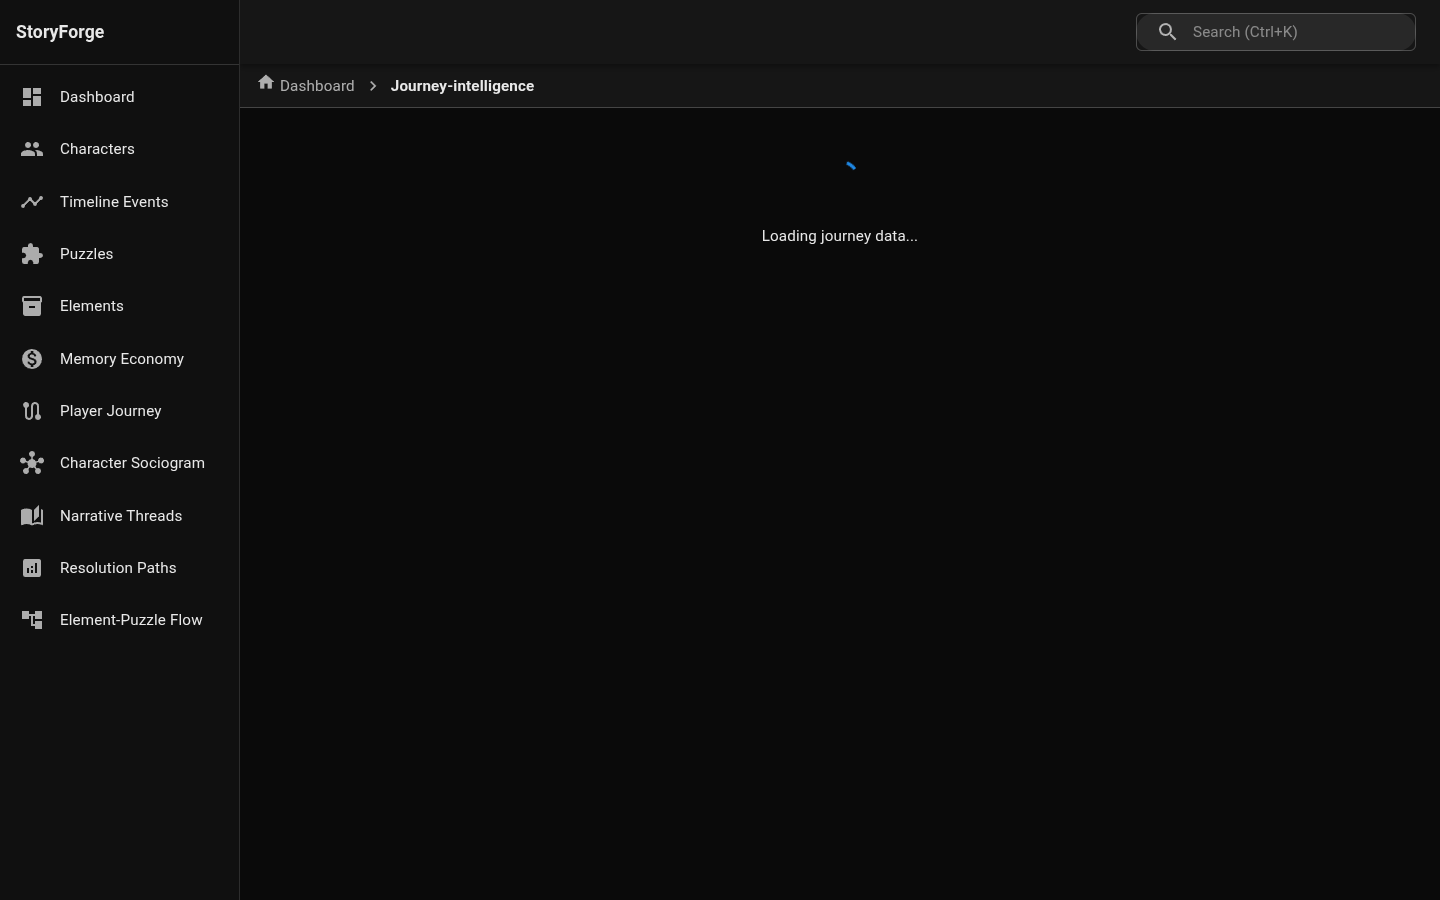 StoryForge
Search (Ctrl+K)
Dashboard
Journey-intelligence
Dashboard
Characters
Timeline Events
Puzzles
Elements
Memory Economy
Player Journey
Character Sociogram
Narrative Threads
Resolution Paths
Element-Puzzle Flow
Loading journey data...